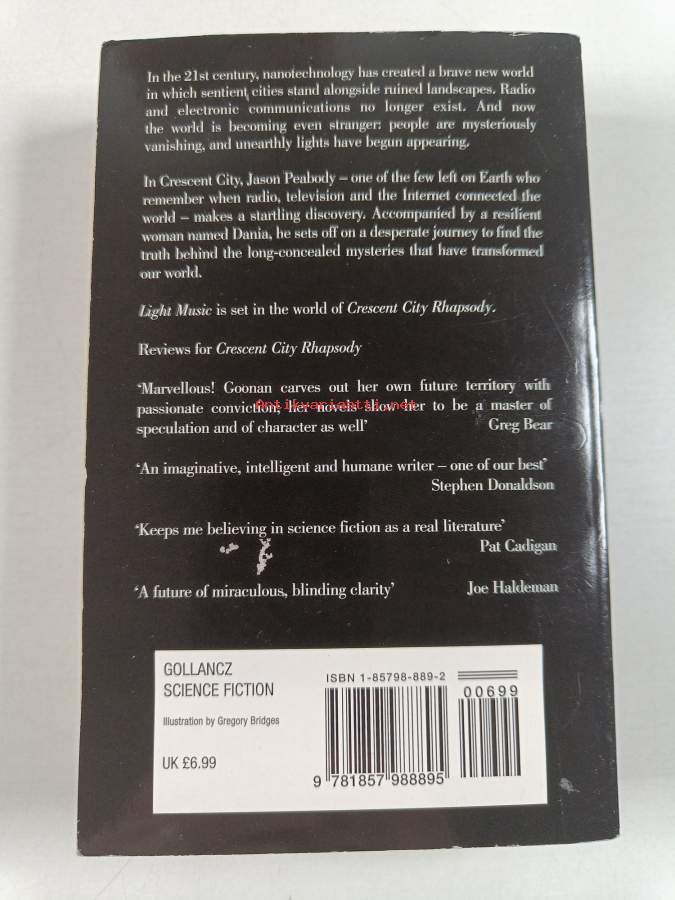 In the 21st century, nanotechnology has created a brave new world
in which sentient cities stand alongside ruined landscapes. Radio
and electronic communications no longer exist. And now
the world is becoming even stranger: people are mysteriously
vanishing, and unearthly lights have begun appearing.
In Crescent City, Jason Peabody – one of the few left on Earth who
remember when radio, television and the Internet connected the
world – makes a startling discovery. Accompanied by a resilient
woman named Dania, he sets off on a desperate journey to find the
truth behind the long-concealed mysteries that have transformed
our world.
Light Music is set in the world of Crescent City Rhapsody.
Reviews for Crescent City Rhapsody
‘Marvellous! Goonan carves out her own future territory with
passionate conviction; her novels show her to be a master of
Antikvariaatti.net
speculation and of character as well’ Greg Bear
‘An imaginative, intelligent and humane writer – one of our best’
Stephen Donaldson
‘Keeps me believing in science fiction as a real literature’
Pat Cadigan
‘A future of miraculous, blinding clarity’ Joe Haldeman
GOLLANCZ
SCIENCE FICTION
Illustration by Gregory Bridges
UK £6.99
ISBN 1-85798-889-2
00699
9 781857 988895